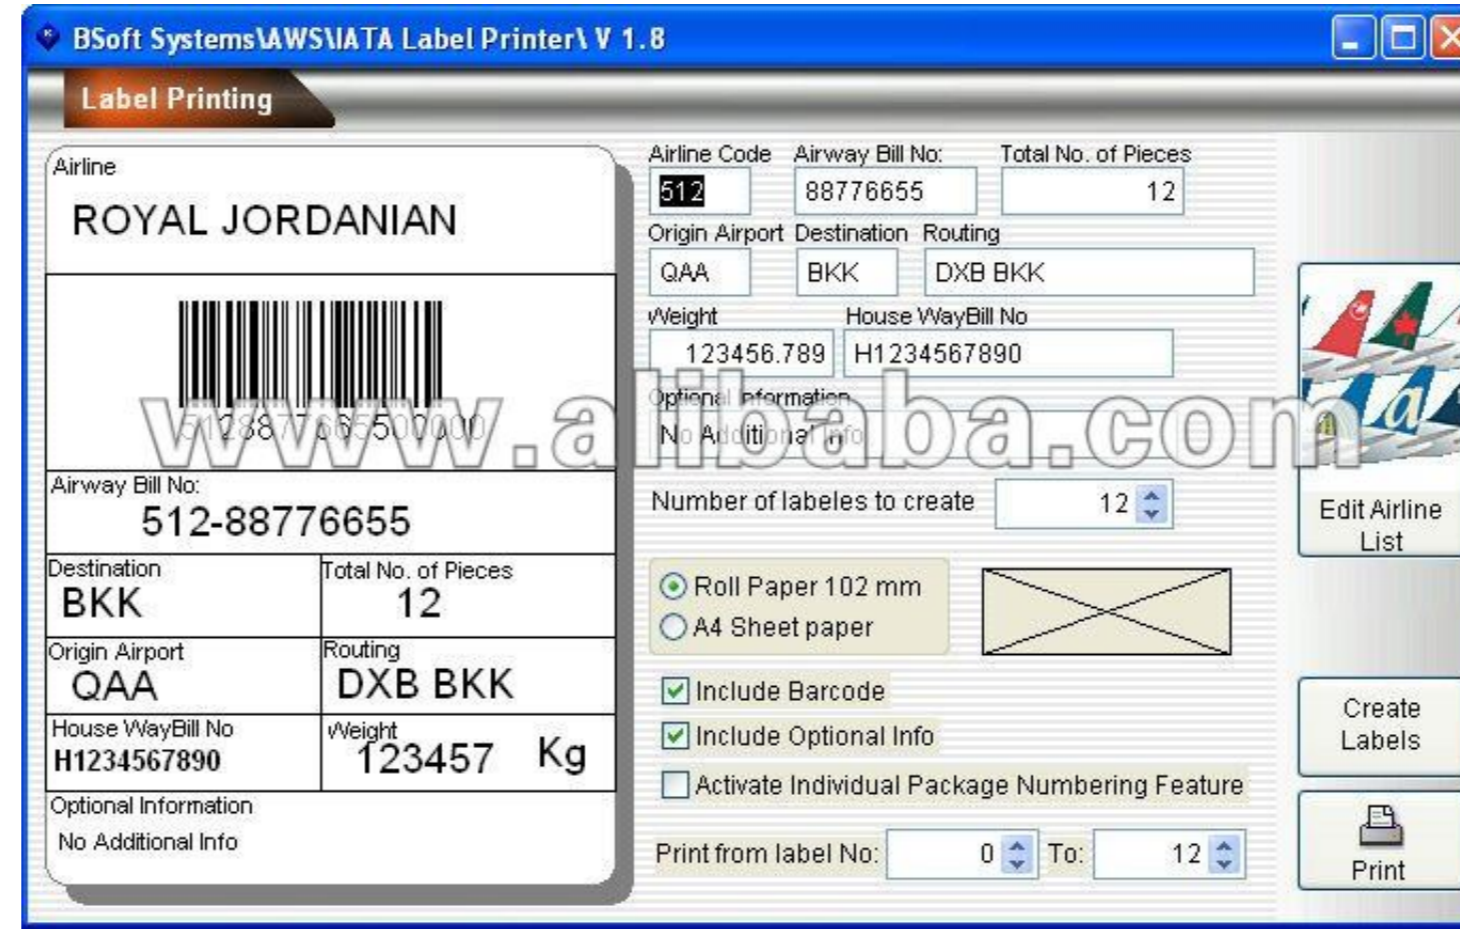 BSoft Systems\AWS\IATA Label Printer\ V 1.8
Label Printing
Airline
ROYAL JORDANIAN
5128877665500000
Airway Bill No:
512-88776655
Destination
BKK
Total No. of Pieces
12
Origin Airport
QAA
Routing
DXB BKK
House WayBill No
H1234567890
Weight
123457 Kg
Optional Information
No Additional Info
Airline Code Airway Bill No: Total No. of Pieces
512 88776655 12
Origin Airport Destination Routing
QAA BKK DXB BKK
Weight House WayBill No
123456.789 H1234567890
Optional Information
No Additional Info
www.alibaba.com
Number of labeles to create 12
Roll Paper 102 mm
A4 Sheet paper
Include Barcode
Include Optional Info
Activate Individual Package Numbering Feature
Print from label No: 0 To: 12
Edit Airline
List
Create
Labels
Print